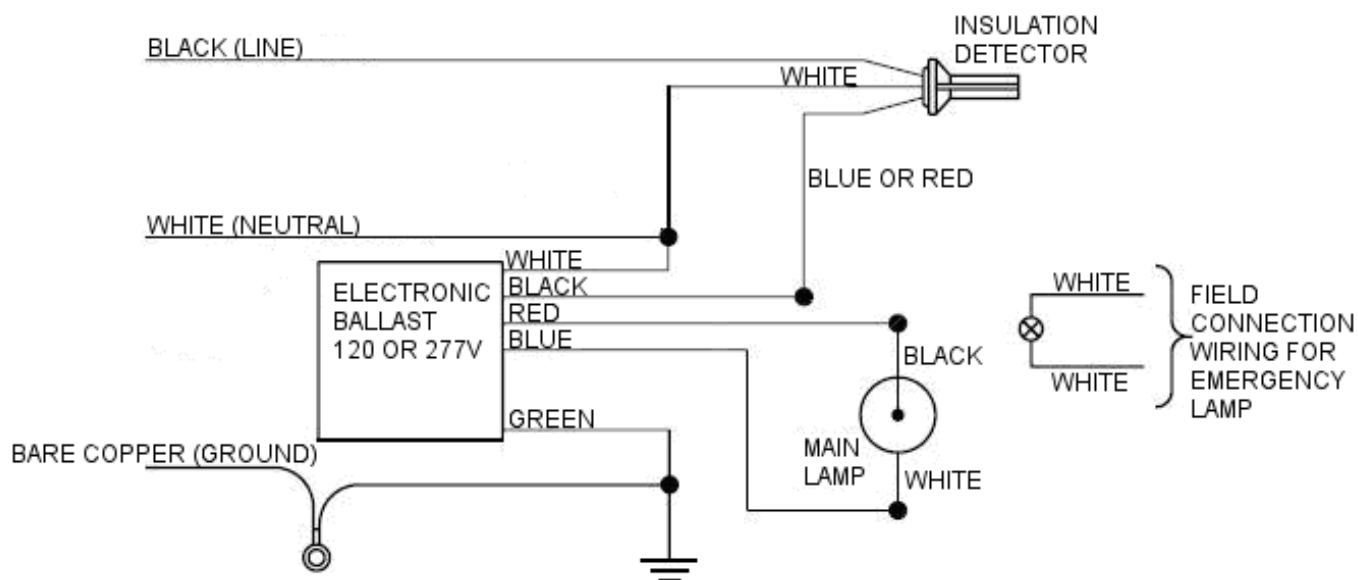 BLACK (LINE)
INSULATION
DETECTOR
WHITE
BLUE OR RED
WHITE (NEUTRAL)
ELECTRONIC
BALLAST
120 OR 277V
WHITE
BLACK
RED
BLUE
GREEN
BLACK
MAIN
LAMP
WHITE
WHITE
WHITE
FIELD
CONNECTION
WIRING FOR
EMERGENCY
LAMP
BARE COPPER (GROUND)